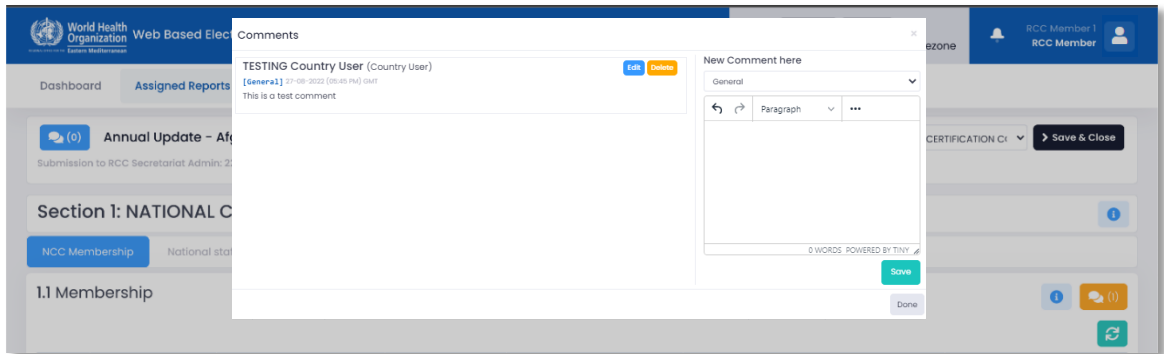 World Health
Organization
Eastern Mediterranean
Web Based Elect
ezone
RCC Member 1
RCC Member
Dashboard
Assigned Reports
(0)
Annual Update - Af
CERTIFICATION
Save & Close
Submission to RCC Secretariat Admin: 2
Section 1: NATIONAL C
NCC Membership
National sta
1.1 Membership
(1)
Comments
TESTING Country User (Country User)
Edit
Delete
[General] 27-08-2022 (05:45 PM) GMT
This is a test comment
New Comment here
General
Paragraph
0 WORDS POWERED BY TINY
Save
Done